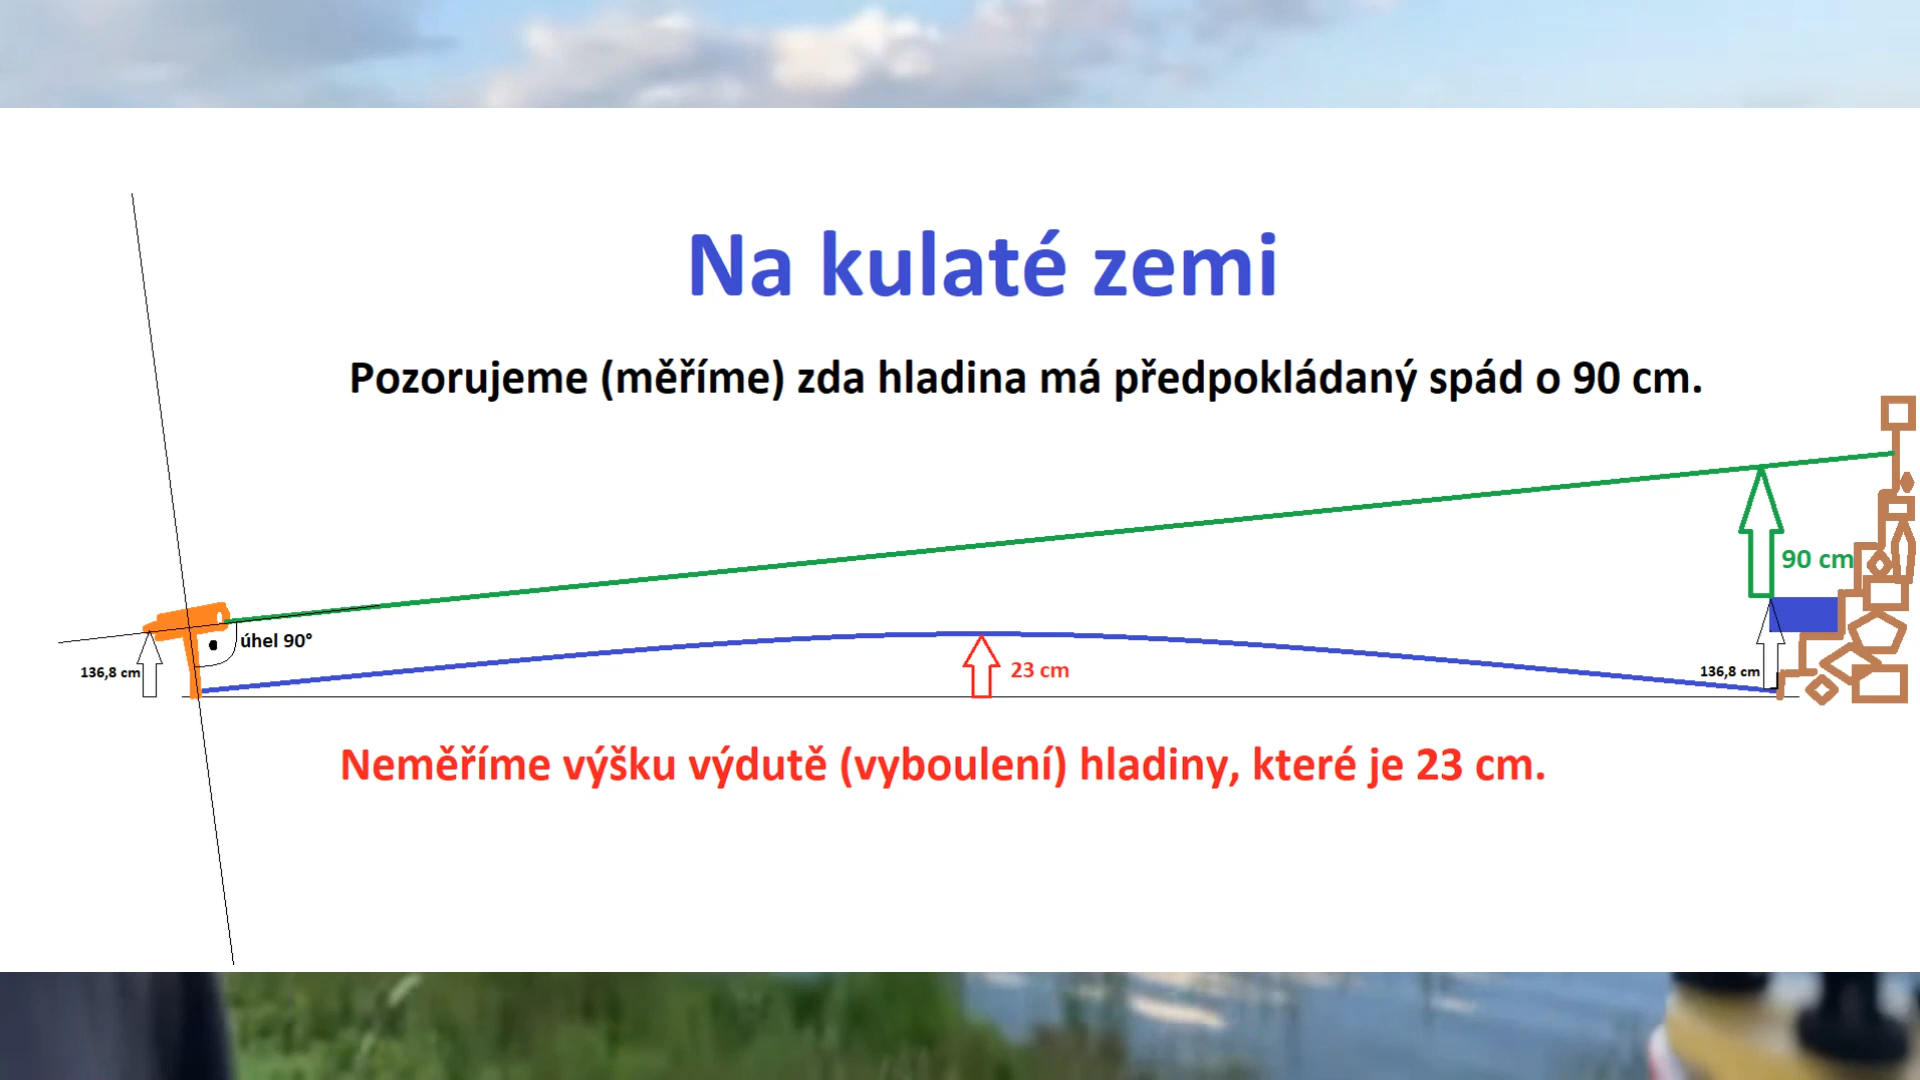 Na kulaté zemi
Pozorujeme (měříme) zda hladina má předpokládaný spád o 90 cm.
90 cm
úhel 90°
136,8 cm
23 cm
136,8 cm
Neměříme výšku výdutě (vyboulení) hladiny, které je 23 cm.